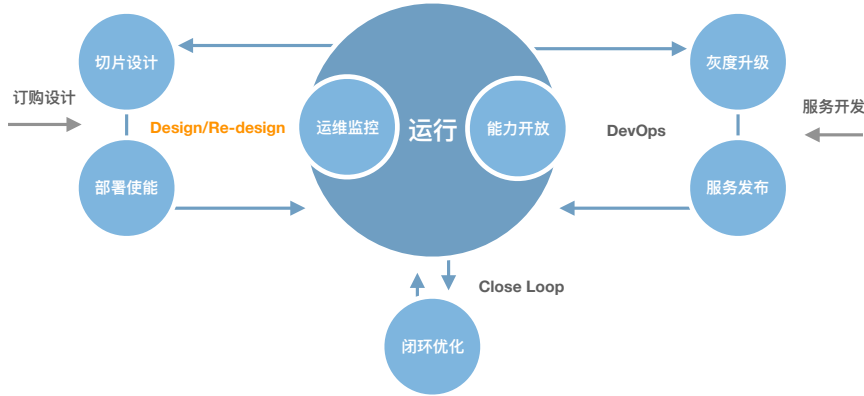 切片设计
灰度升级
订购设计
服务开发
Design/Re-design
运维监控
运行
能力开放
DevOps
部署使能
服务发布
Close Loop
闭环优化